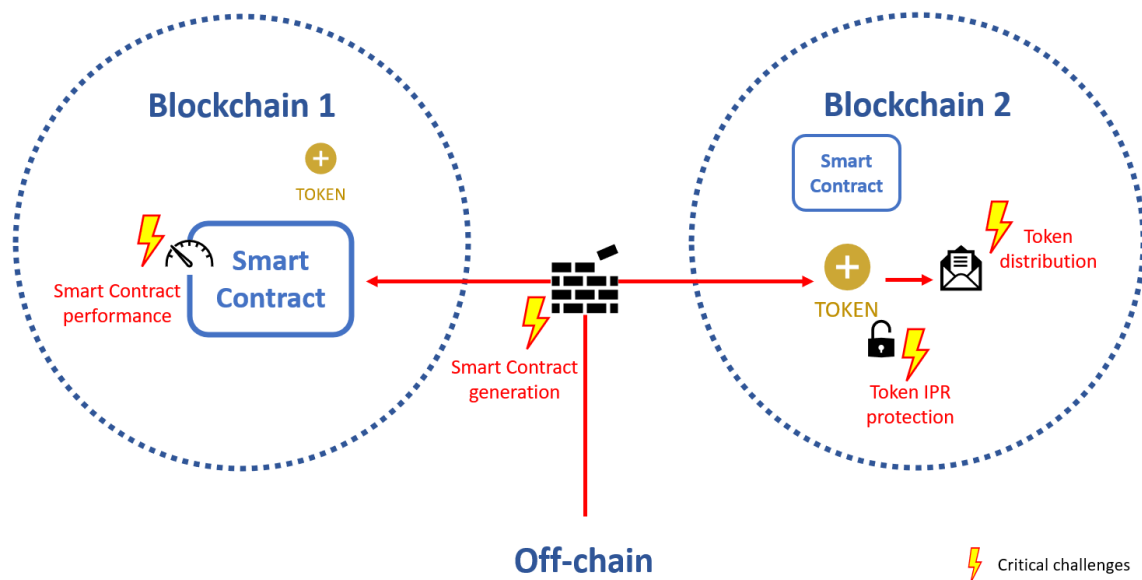 Blockchain 1
TOKEN
Smart
Contract
Smart Contract
performance
Smart Contract
generation
Blockchain 2
Smart
Contract
TOKEN
Token
distribution
Token IPR
protection
Off-chain
Critical challenges